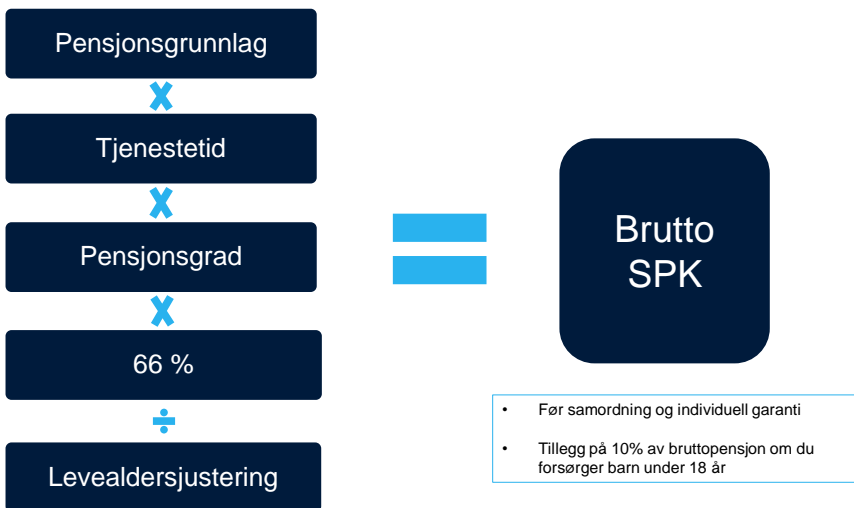 Pensjonsgrunnlag
x
Tjenestetid
x
Pensjonsgrad
x
66 %
÷
Levealdersjustering
=
Brutto
SPK
• Før samordning og individuell garanti
• Tillegg på 10% av bruttopensjon om du
forsørger barn under 18 år